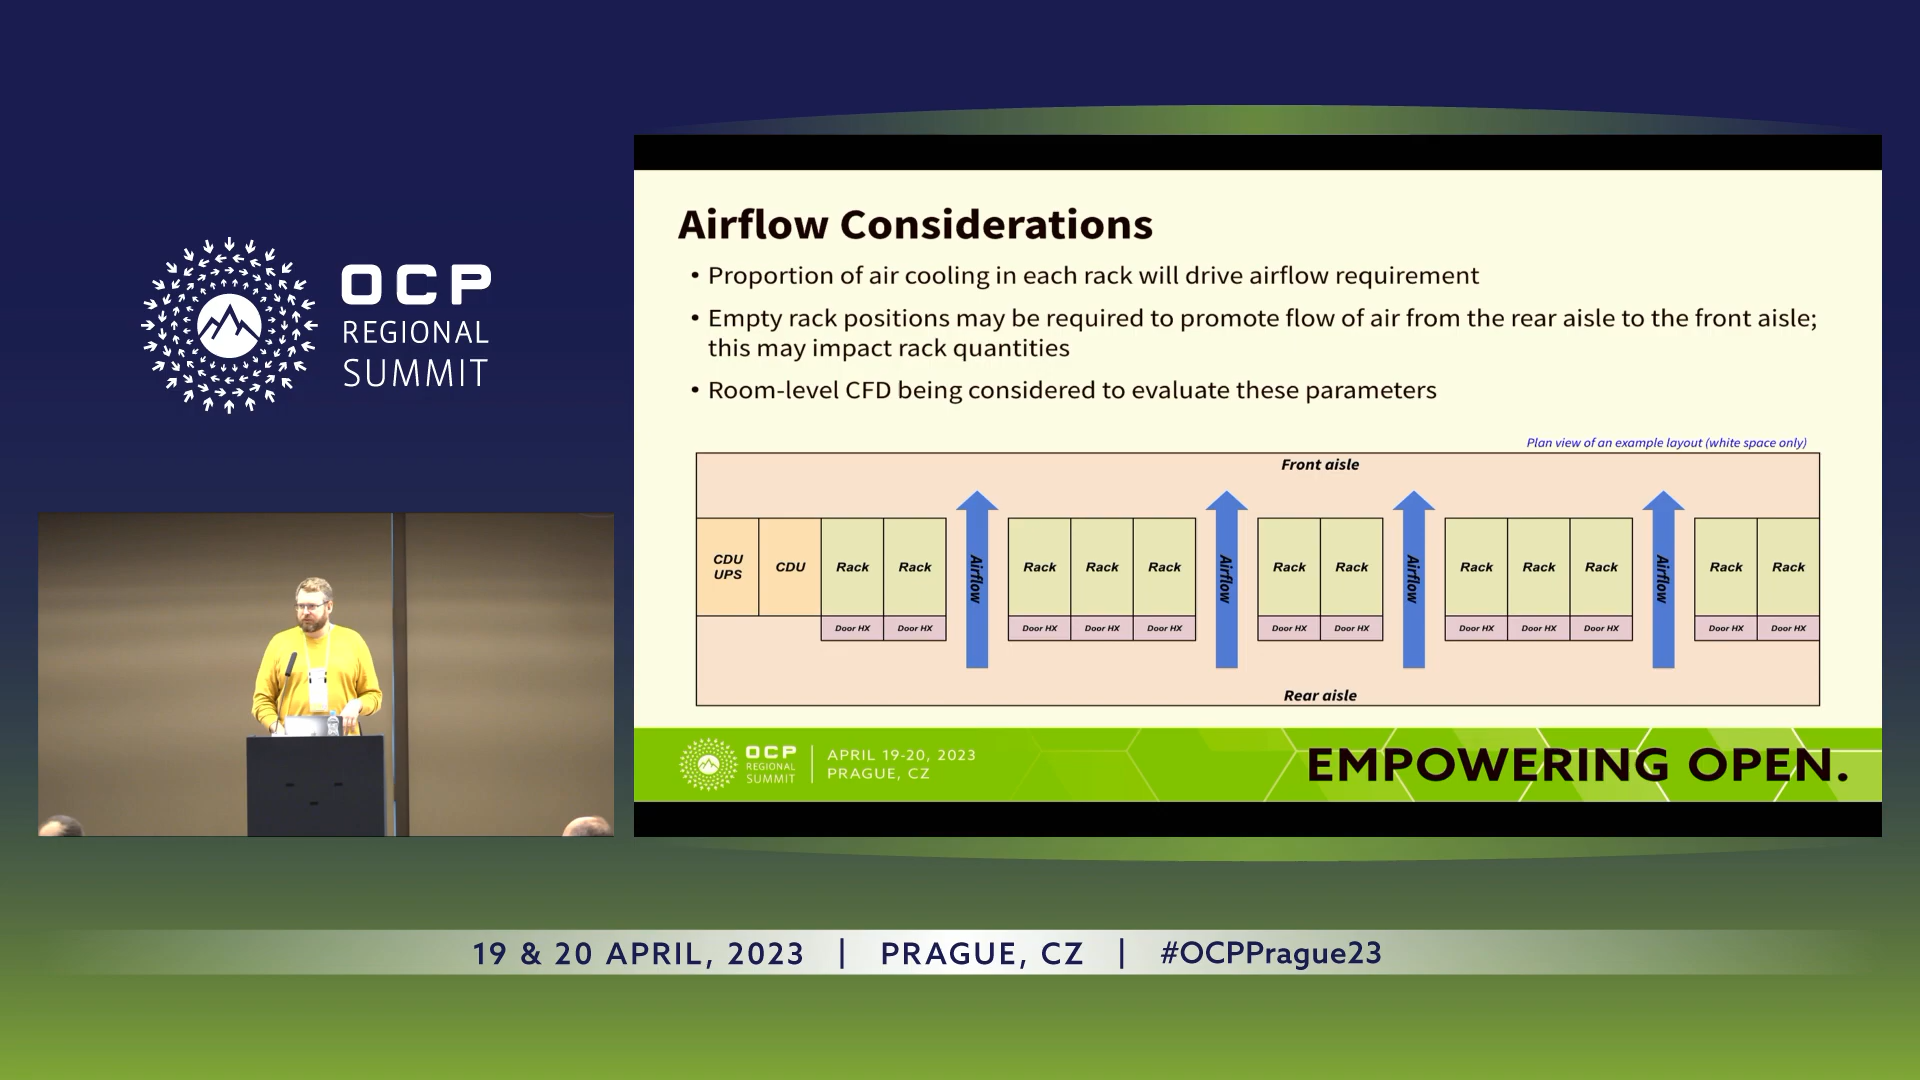 OCP
REGIONAL
SUMMIT
Airflow Considerations
• Proportion of air cooling in each rack will drive airflow requirement
• Empty rack positions may be required to promote flow of air from the rear aisle to the front aisle;
this may impact rack quantities
• Room-level CFD being considered to evaluate these parameters
Plan view of an example layout (white space only)
Front aisle
CDU
UPS
CDU
Rack
Rack
Airflow
Rack
Rack
Rack
Airflow
Rack
Rack
Airflow
Rack
Rack
Rack
Airflow
Rack
Rack
Door HX
Door HX
Door HX
Door HX
Door HX
Door HX
Door HX
Door HX
Door HX
Door HX
Door HX
Door HX
Rear aisle
OCP
REGIONAL
SUMMIT
APRIL 19-20, 2023
PRAGUE, CZ
EMPOWERING OPEN.
19 & 20 APRIL, 2023 | PRAGUE, CZ | #OCPPrague23